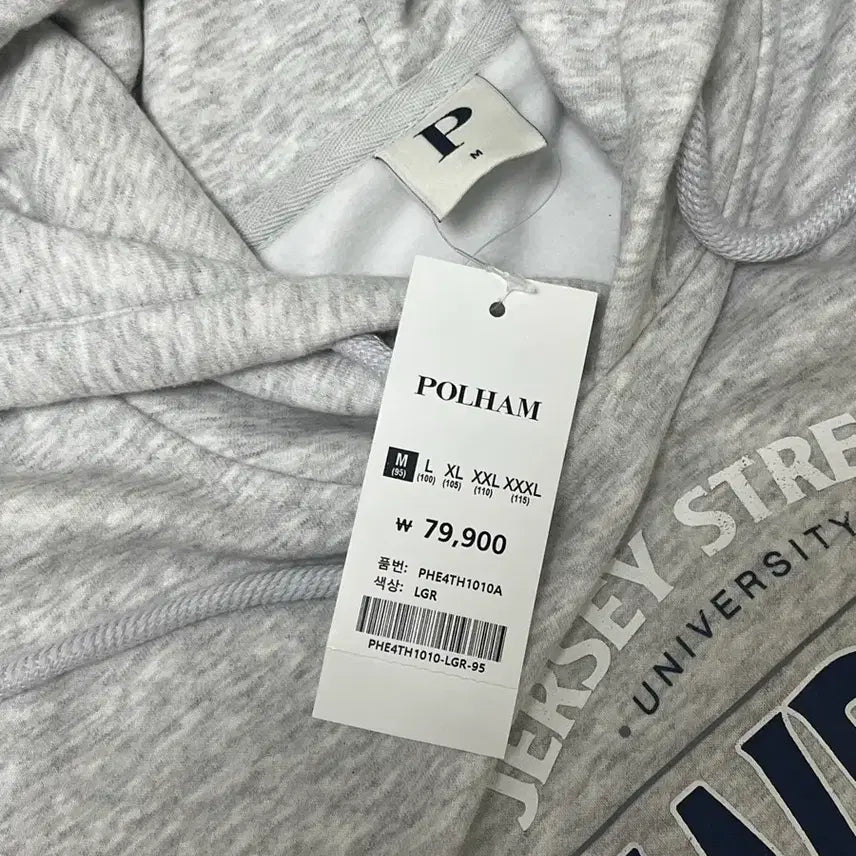 P
M
POLHAM
M L XL XXL XXXL
(95) (100) (105) (110) (115)
₩ 79,900
품번: PHE4TH1010A
색상: LGR
PHE4TH1010-LGR-95
JERSEY STRE
UNIVERSITY